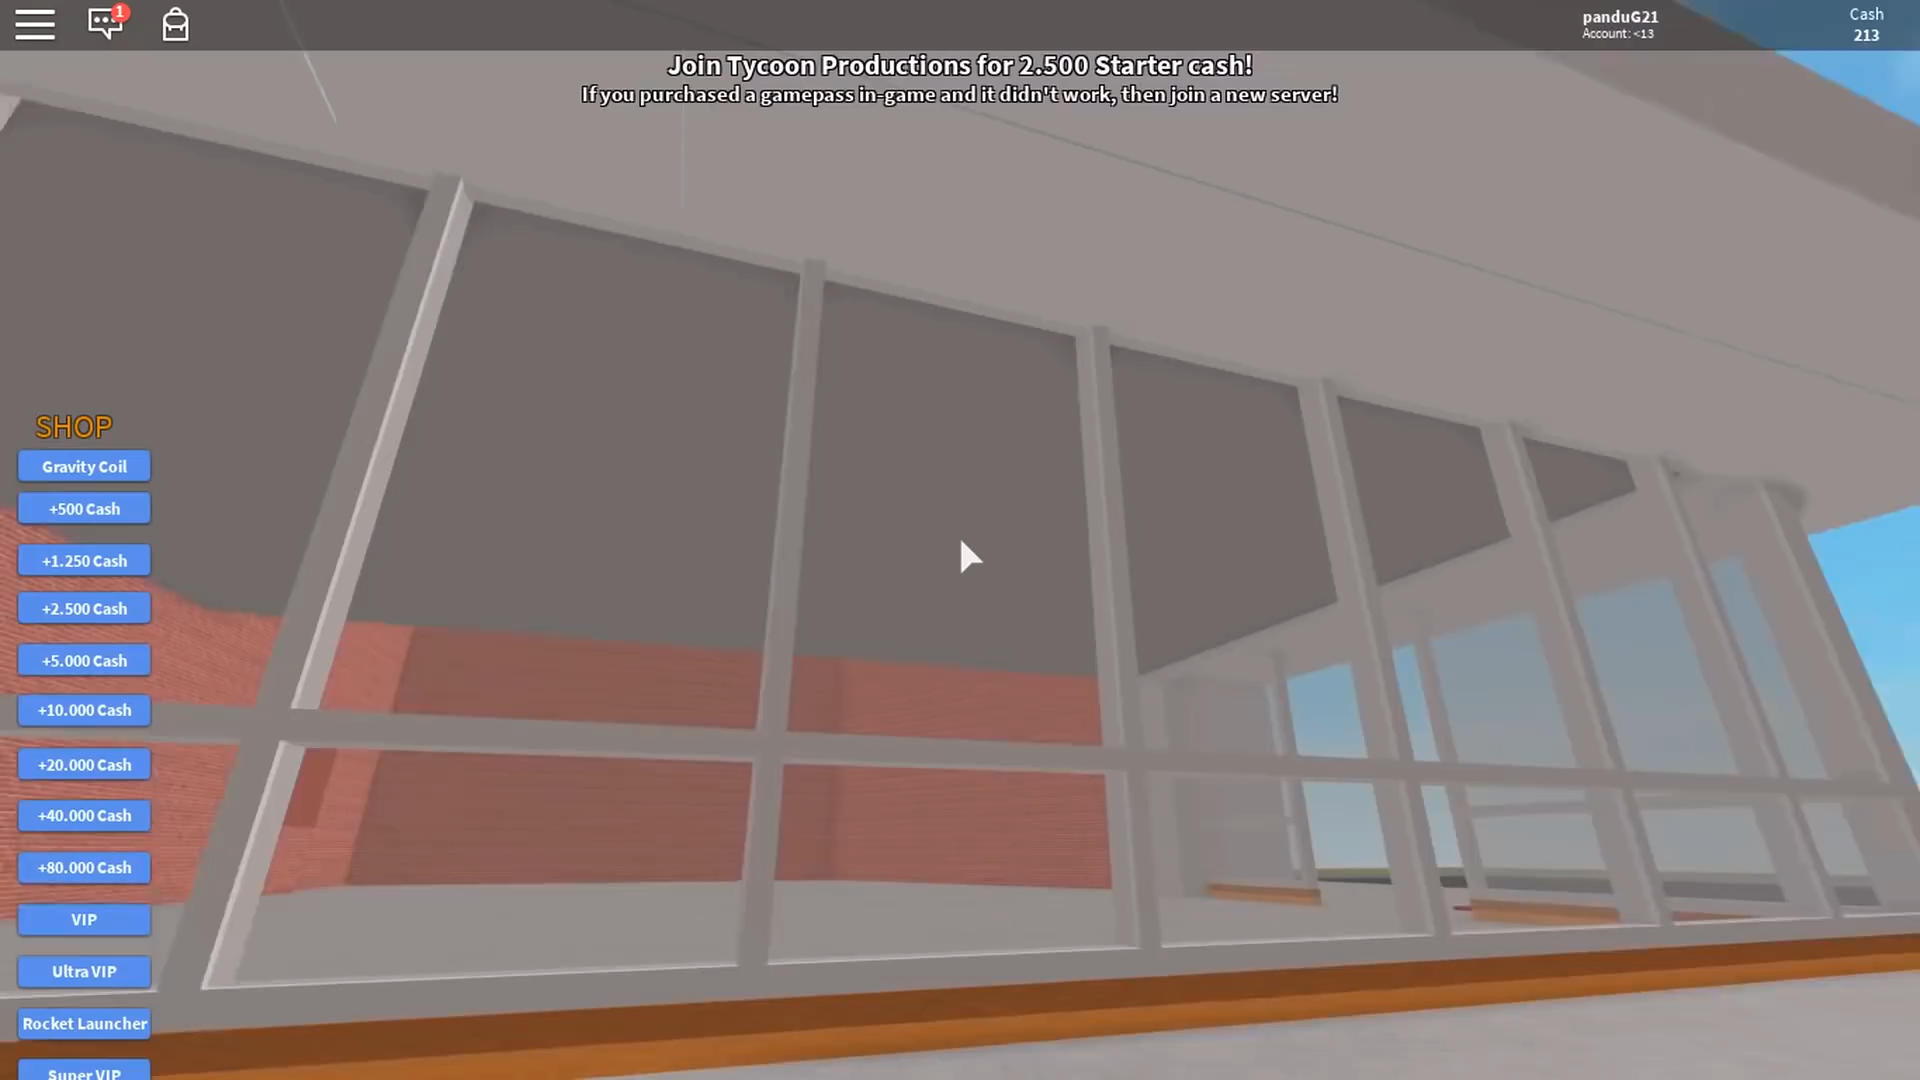 1
panduG21
Account: <13
Cash
213
Join Tycoon Productions for 2.500 Starter cash!
If you purchased a gamepass in-game and it didn't work, then join a new server!
SHOP
Gravity Coil
+500 Cash
+1.250 Cash
+2.500 Cash
+5.000 Cash
+10.000 Cash
+20.000 Cash
+40.000 Cash
+80.000 Cash
VIP
Ultra VIP
Rocket Launcher
Super VIP